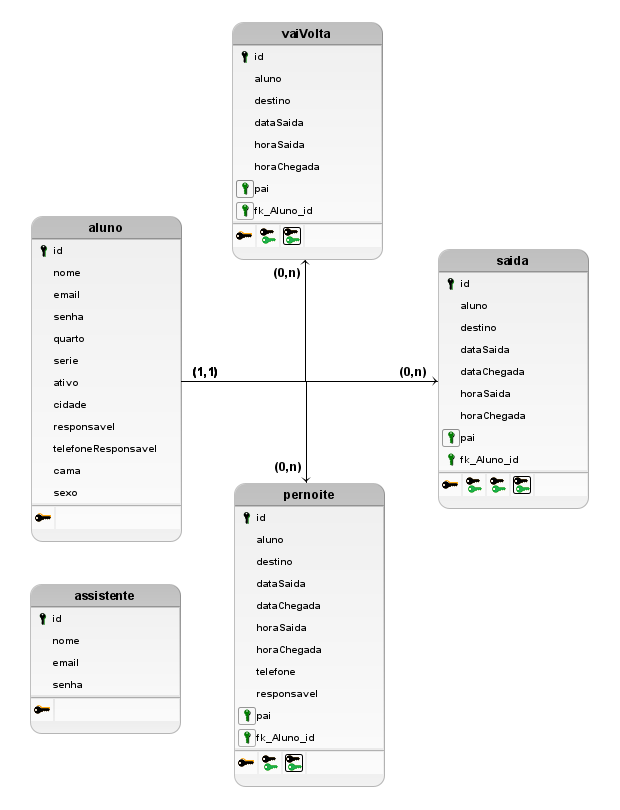 vaiVolta
id
aluno
destino
dataSaida
horaSaida
horaChegada
pai
fk_Aluno_id
aluno
id
nome
email
senha
quarto
serie
ativo
cidade
responsavel
telefoneResponsavel
cama
sexo
(0,n)
(1,1)
(0,n)
(0,n)
saida
id
aluno
destino
dataSaida
dataChegada
horaSaida
horaChegada
pai
fk_Aluno_id
pernoite
id
aluno
destino
dataSaida
dataChegada
horaSaida
horaChegada
telefone
responsavel
pai
fk_Aluno_id
assistente
id
nome
email
senha